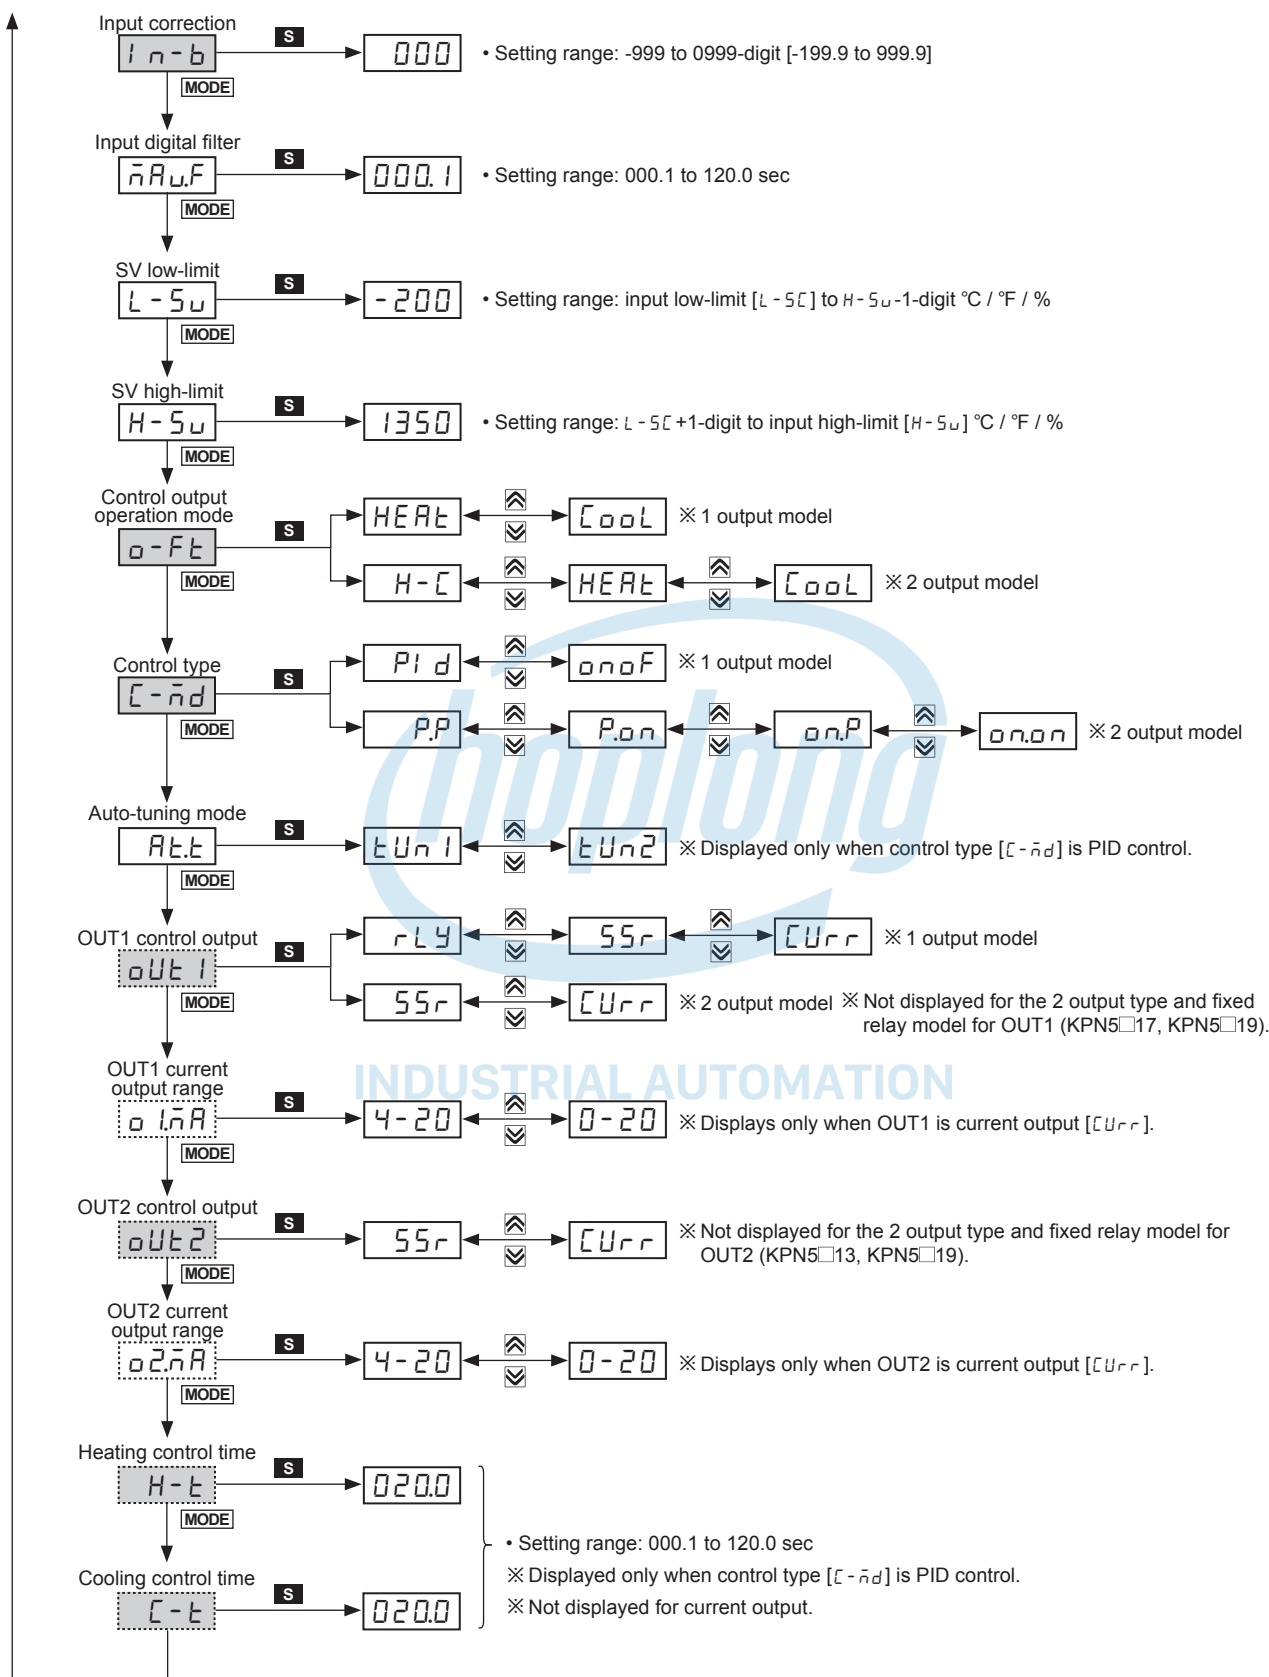 Input correction
In-b
S
000
• Setting range: -999 to 0999-digit [-199.9 to 999.9]
MODE
Input digital filter
mAu.F
S
000.1
• Setting range: 000.1 to 120.0 sec
MODE
SV low-limit
L-Su
S
-200
• Setting range: input low-limit [L-SC] to H-Su-1-digit ℃ / ℉ / %
MODE
SV high-limit
H-Su
S
1350
• Setting range: L-SC+1-digit to input high-limit [H-Su] ℃ / ℉ / %
MODE
Control output
operation mode
o-Ft
S
HEAt
CooL
※ 1 output model
MODE
H-C
HEAt
CooL
※ 2 output model
Control type
C-md
S
PId
onoF
※ 1 output model
MODE
P.P
P.on
on.P
on.on
※ 2 output model
hoplong
Auto-tuning mode
At.t
S
tUn1
tUn2
※ Displayed only when control type [C-md] is PID control.
MODE
OUT1 control output
oUt1
S
rLY
SSr
CUrr
※ 1 output model
MODE
SSr
CUrr
※ 2 output model
※ Not displayed for the 2 output type and fixed
relay model for OUT1 (KPN5□17, KPN5□19).
INDUSTRIAL AUTOMATION
OUT1 current
output range
o1.mA
S
4-20
0-20
※ Displays only when OUT1 is current output [CUrr].
MODE
OUT2 control output
oUt2
S
SSr
CUrr
※ Not displayed for the 2 output type and fixed relay model for
OUT2 (KPN5□13, KPN5□19).
MODE
OUT2 current
output range
o2.mA
S
4-20
0-20
※ Displays only when OUT2 is current output [CUrr].
MODE
Heating control time
H-t
S
020.0
MODE
• Setting range: 000.1 to 120.0 sec
※ Displayed only when control type [C-md] is PID control.
※ Not displayed for current output.
Cooling control time
C-t
S
020.0